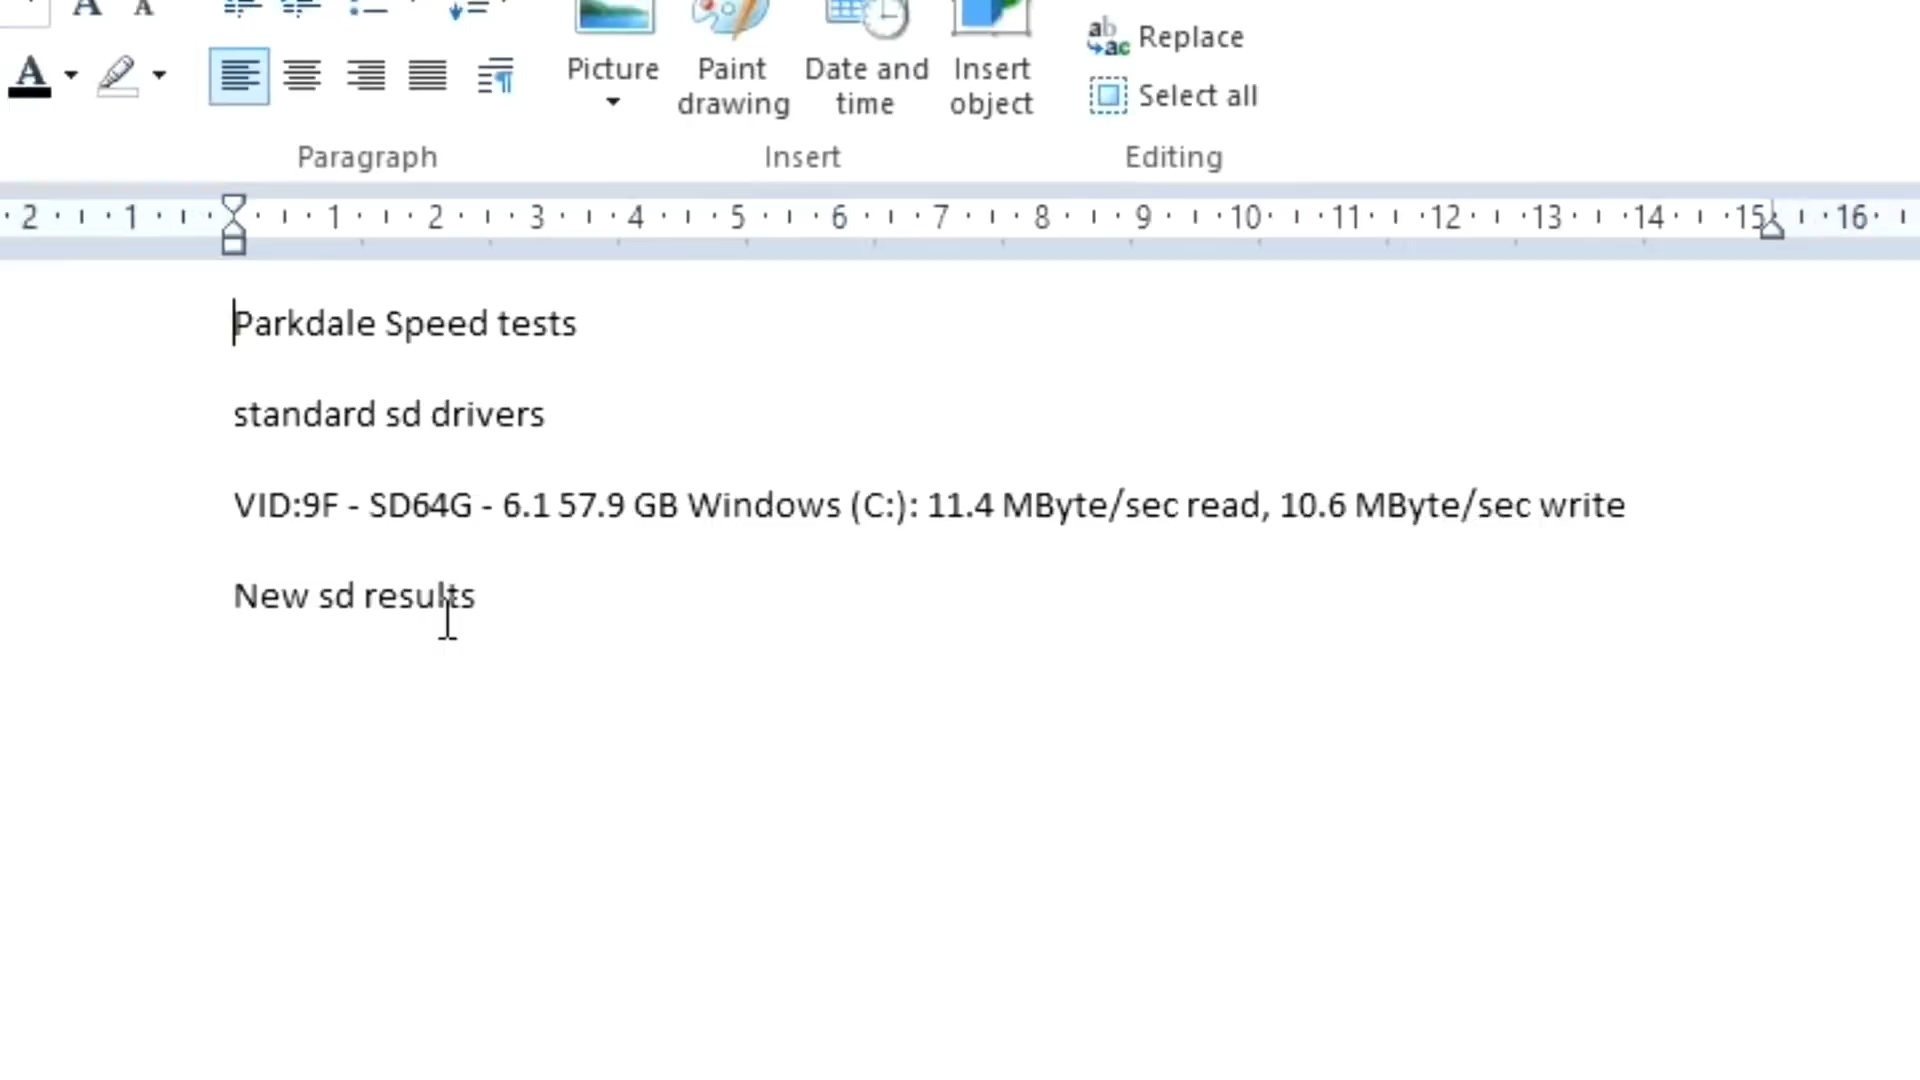 Replace
Picture
Paint drawing
Date and time
Insert object
Select all
Paragraph
Insert
Editing
2 1 1 2 3 4 5 6 7 8 9 10 11 12 13 14 15 16
Parkdale Speed tests
standard sd drivers
VID:9F - SD64G - 6.1 57.9 GB Windows (C:): 11.4 MByte/sec read, 10.6 MByte/sec write
New sd results